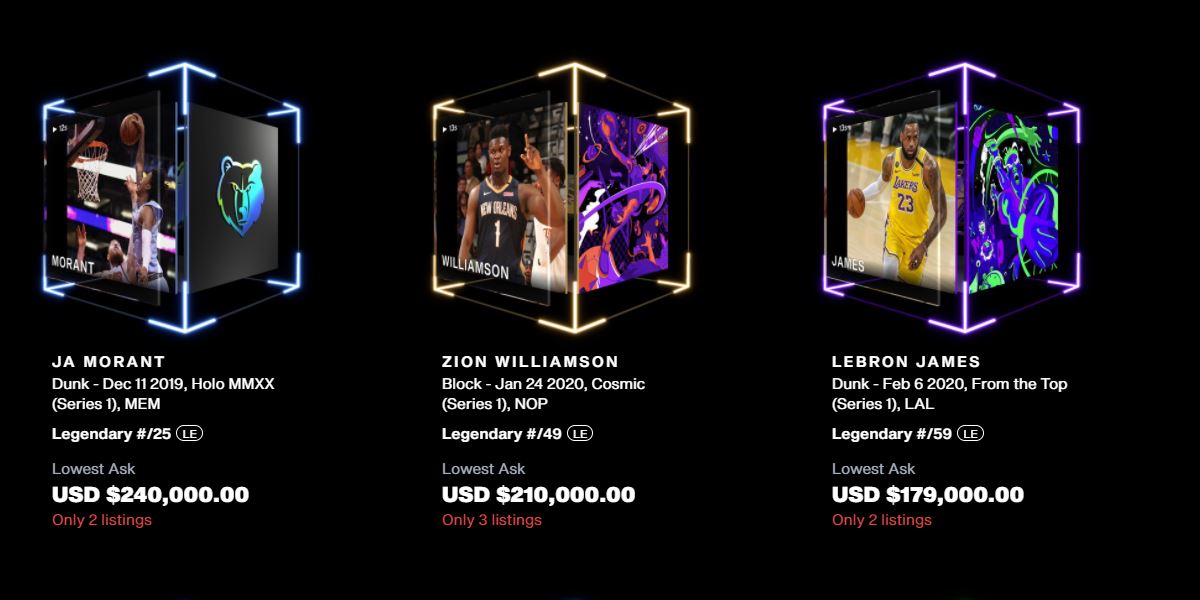 12s
MORANT
JA MORANT
Dunk - Dec 11 2019, Holo MMXX
(Series 1), MEM
Legendary #/25 LE
Lowest Ask
USD $240,000.00
Only 2 listings
13s
NEW ORLEANS
1
WILLIAMSON
ZION WILLIAMSON
Block - Jan 24 2020, Cosmic
(Series 1), NOP
Legendary #/49 LE
Lowest Ask
USD $210,000.00
Only 3 listings
13s
LAKERS
23
JAMES
LEBRON JAMES
Dunk - Feb 6 2020, From the Top
(Series 1), LAL
Legendary #/59 LE
Lowest Ask
USD $179,000.00
Only 2 listings